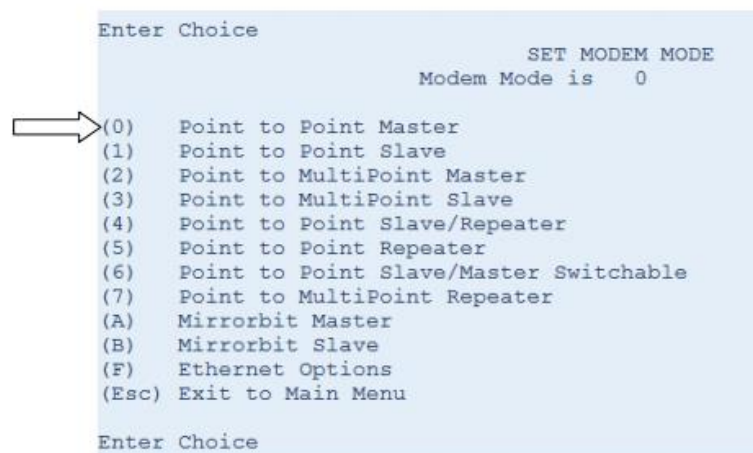 Enter Choice
SET MODEM MODE
Modem Mode is 0
(0) Point to Point Master
(1) Point to Point Slave
(2) Point to MultiPoint Master
(3) Point to MultiPoint Slave
(4) Point to Point Slave/Repeater
(5) Point to Point Repeater
(6) Point to Point Slave/Master Switchable
(7) Point to MultiPoint Repeater
(A) Mirrorbit Master
(B) Mirrorbit Slave
(F) Ethernet Options
(Esc) Exit to Main Menu
Enter Choice